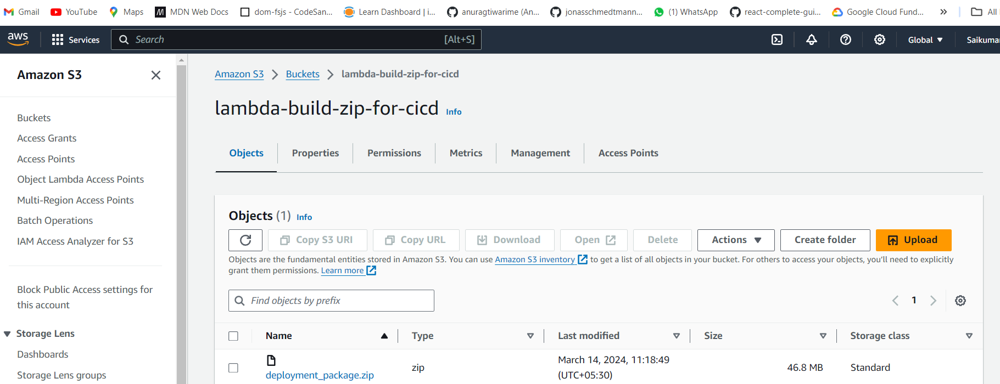 Gmail YouTube Maps MDN Web Docs dom-fsjs - CodeSan... Learn Dashboard | i... anuragtiwarime (An... jonasschmedtmann... (1) WhatsApp react-complete-gui... Google Cloud Fund... » All
aws Services Search [Alt+S] Global Saikuma
Amazon S3
Buckets
Access Grants
Access Points
Object Lambda Access Points
Multi-Region Access Points
Batch Operations
IAM Access Analyzer for S3
Block Public Access settings for
this account
Storage Lens
Dashboards
Storage Lens groups
Amazon S3 > Buckets > lambda-build-zip-for-cicd
lambda-build-zip-for-cicd Info
Objects Properties Permissions Metrics Management Access Points
Objects (1) Info
Copy S3 URI Copy URL Download Open Delete Actions Create folder Upload
Objects are the fundamental entities stored in Amazon S3. You can use Amazon S3 inventory to get a list of all objects in your bucket. For others to access your objects, you'll need to explicitly
grant them permissions. Learn more
Find objects by prefix 1
Name Type Last modified Size Storage class
deployment_package.zip zip March 14, 2024, 11:18:49 46.8 MB Standard
(UTC+05:30)